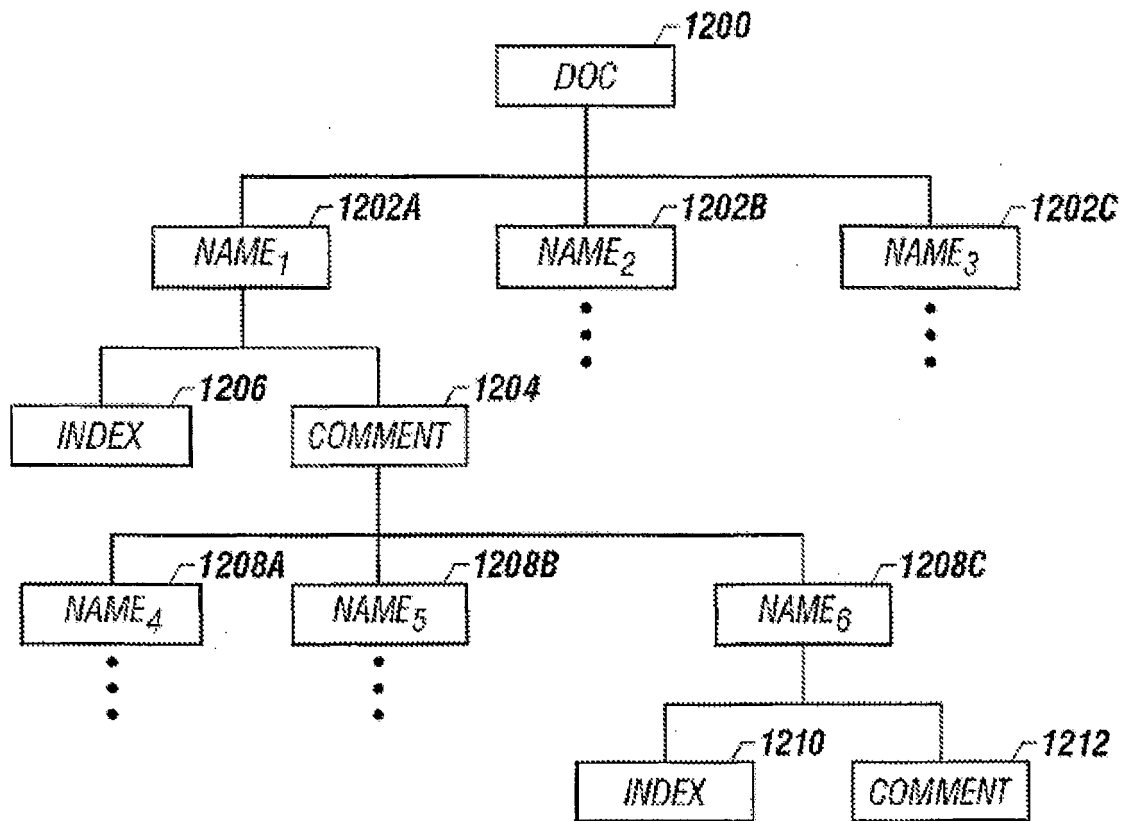 1200
DOC
1202A 1202B 1202C
NAME₁ NAME₂ NAME₃
1206 1204
INDEX COMMENT
1208A 1208B 1208C
NAME₄ NAME₅ NAME₆
1210 1212
INDEX COMMENT